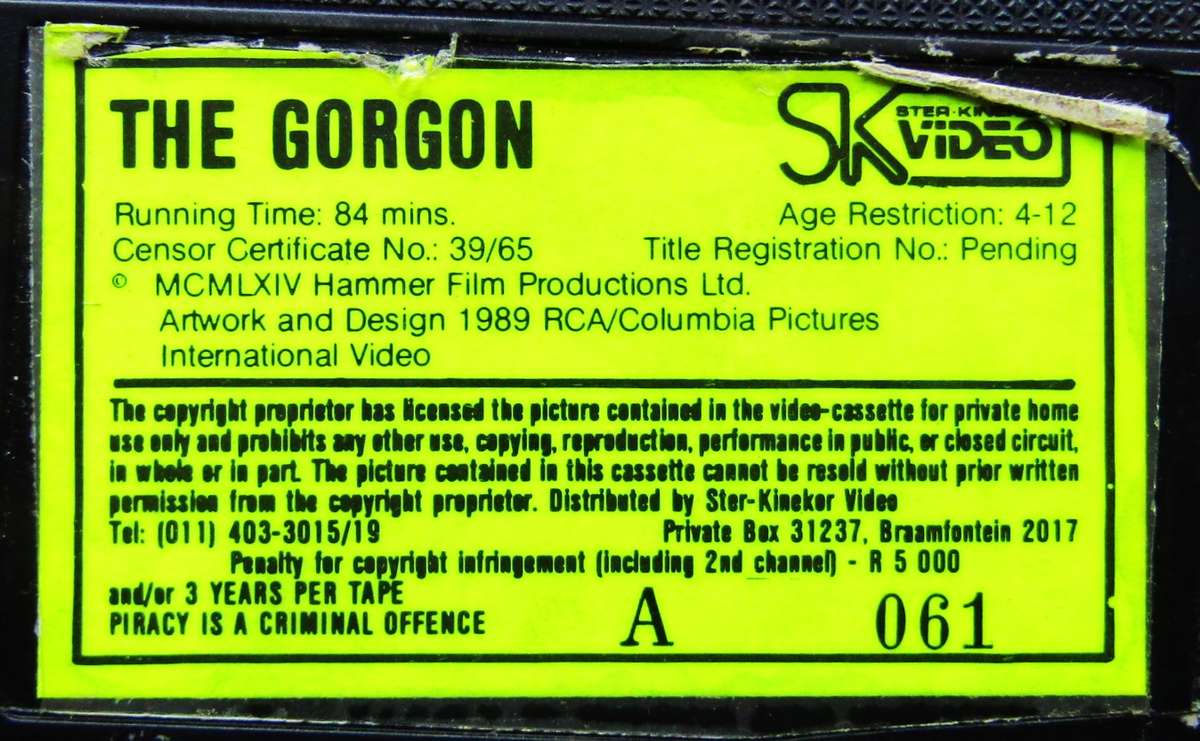 THE GORGON
SK STER-KINE
VIDEO
Running Time: 84 mins. Age Restriction: 4-12
Censor Certificate No.: 39/65 Title Registration No.: Pending
© MCMLXIV Hammer Film Productions Ltd.
Artwork and Design 1989 RCA/Columbia Pictures
International Video
The copyright proprietor has licensed the picture contained in the video-cassette for private home
use only and prohibits any other use, copying, reproduction, performance in public, or closed circuit,
in whole or in part. The picture contained in this cassette cannot be resold without prior written
permission from the copyright proprietor. Distributed by Ster-Kinekor Video
Tel: (011) 403-3015/19 Private Box 31237, Braamfontein 2017
Penalty for copyright infringement (including 2nd channel) - R 5 000
and/or 3 YEARS PER TAPE
PIRACY IS A CRIMINAL OFFENCE A 061